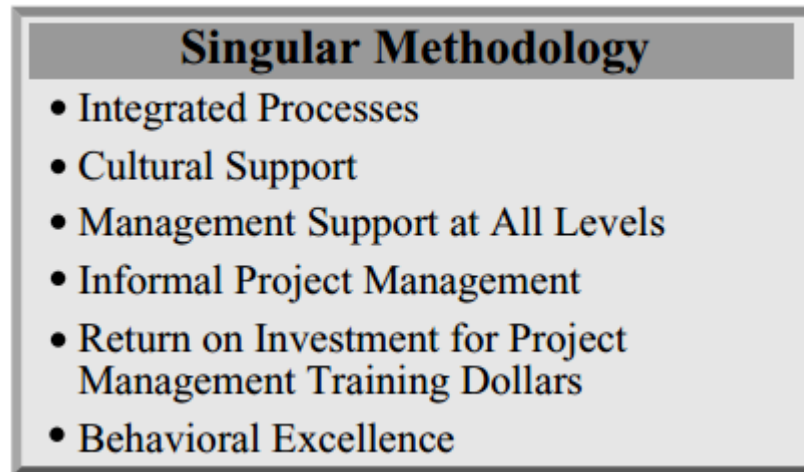 Singular Methodology
• Integrated Processes
• Cultural Support
• Management Support at All Levels
• Informal Project Management
• Return on Investment for Project
Management Training Dollars
• Behavioral Excellence